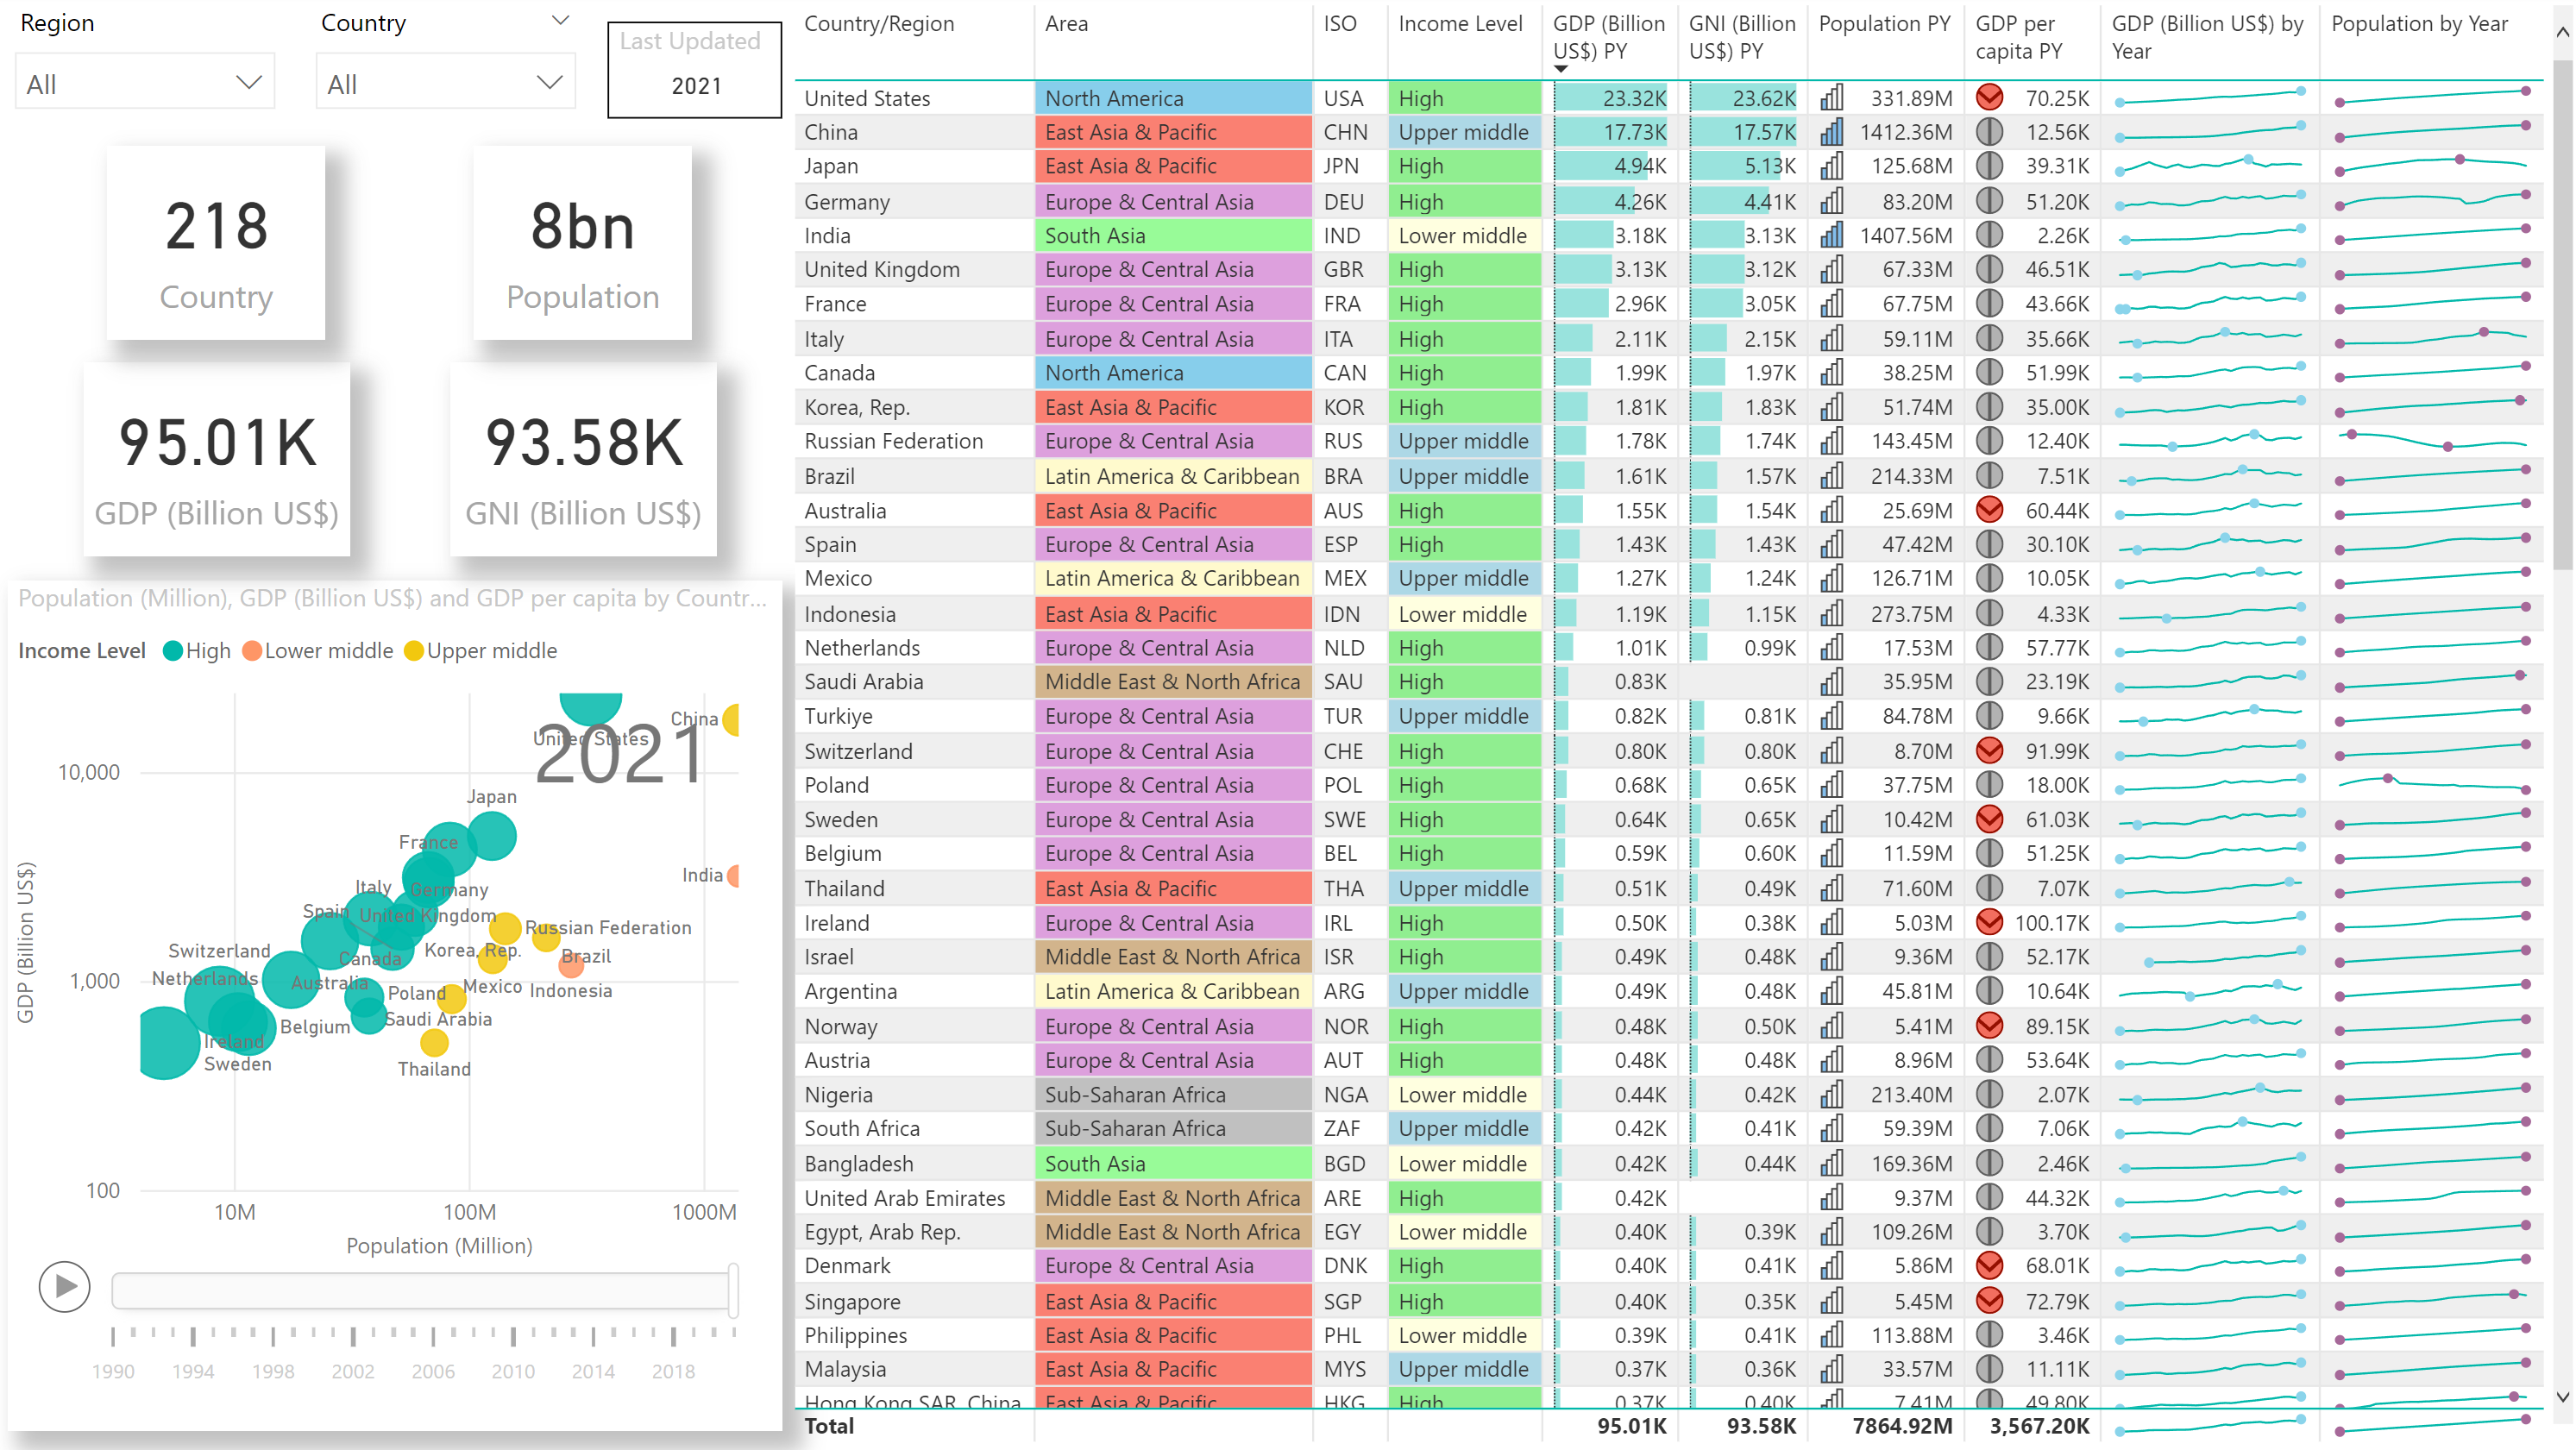 Region
All
Country
All
Last Updated
2021
218
Country
8bn
Population
95.01K
GDP (Billion US$)
93.58K
GNI (Billion US$)
Population (Million), GDP (Billion US$) and GDP per capita by Countr...
Income Level High Lower middle Upper middle
2021
China
United States
10,000
Japan
France
India
Italy Germany
Spain United Kingdom
Russian Federation
Switzerland Canada Korea, Rep. Brazil
Netherlands Australia Poland Mexico Indonesia
1,000
Belgium Saudi Arabia
Ireland
Sweden Thailand
100
GDP (Billion US$)
10M 100M 1000M
Population (Million)
1990 1994 1998 2002 2006 2010 2014 2018
Country/Region Area ISO Income Level GDP (Billion US$) PY GNI (Billion US$) PY Population PY GDP per capita PY GDP (Billion US$) by Year Population by Year
United States North America USA High 23.32K 23.62K 331.89M 70.25K
China East Asia & Pacific CHN Upper middle 17.73K 17.57K 1412.36M 12.56K
Japan East Asia & Pacific JPN High 4.94K 5.13K 125.68M 39.31K
Germany Europe & Central Asia DEU High 4.26K 4.41K 83.20M 51.20K
India South Asia IND Lower middle 3.18K 3.13K 1407.56M 2.26K
United Kingdom Europe & Central Asia GBR High 3.13K 3.12K 67.33M 46.51K
France Europe & Central Asia FRA High 2.96K 3.05K 67.75M 43.66K
Italy Europe & Central Asia ITA High 2.11K 2.15K 59.11M 35.66K
Canada North America CAN High 1.99K 1.97K 38.25M 51.99K
Korea, Rep. East Asia & Pacific KOR High 1.81K 1.83K 51.74M 35.00K
Russian Federation Europe & Central Asia RUS Upper middle 1.78K 1.74K 143.45M 12.40K
Brazil Latin America & Caribbean BRA Upper middle 1.61K 1.57K 214.33M 7.51K
Australia East Asia & Pacific AUS High 1.55K 1.54K 25.69M 60.44K
Spain Europe & Central Asia ESP High 1.43K 1.43K 47.42M 30.10K
Mexico Latin America & Caribbean MEX Upper middle 1.27K 1.24K 126.71M 10.05K
Indonesia East Asia & Pacific IDN Lower middle 1.19K 1.15K 273.75M 4.33K
Netherlands Europe & Central Asia NLD High 1.01K 0.99K 17.53M 57.77K
Saudi Arabia Middle East & North Africa SAU High 0.83K 35.95M 23.19K
Turkiye Europe & Central Asia TUR Upper middle 0.82K 0.81K 84.78M 9.66K
Switzerland Europe & Central Asia CHE High 0.80K 0.80K 8.70M 91.99K
Poland Europe & Central Asia POL High 0.68K 0.65K 37.75M 18.00K
Sweden Europe & Central Asia SWE High 0.64K 0.65K 10.42M 61.03K
Belgium Europe & Central Asia BEL High 0.59K 0.60K 11.59M 51.25K
Thailand East Asia & Pacific THA Upper middle 0.51K 0.49K 71.60M 7.07K
Ireland Europe & Central Asia IRL High 0.50K 0.38K 5.03M 100.17K
Israel Middle East & North Africa ISR High 0.49K 0.48K 9.36M 52.17K
Argentina Latin America & Caribbean ARG Upper middle 0.49K 0.48K 45.81M 10.64K
Norway Europe & Central Asia NOR High 0.48K 0.50K 5.41M 89.15K
Austria Europe & Central Asia AUT High 0.48K 0.48K 8.96M 53.64K
Nigeria Sub-Saharan Africa NGA Lower middle 0.44K 0.42K 213.40M 2.07K
South Africa Sub-Saharan Africa ZAF Upper middle 0.42K 0.41K 59.39M 7.06K
Bangladesh South Asia BGD Lower middle 0.42K 0.44K 169.36M 2.46K
United Arab Emirates Middle East & North Africa ARE High 0.42K 9.37M 44.32K
Egypt, Arab Rep. Middle East & North Africa EGY Lower middle 0.40K 0.39K 109.26M 3.70K
Denmark Europe & Central Asia DNK High 0.40K 0.41K 5.86M 68.01K
Singapore East Asia & Pacific SGP High 0.40K 0.35K 5.45M 72.79K
Philippines East Asia & Pacific PHL Lower middle 0.39K 0.41K 113.88M 3.46K
Malaysia East Asia & Pacific MYS Upper middle 0.37K 0.36K 33.57M 11.11K
Hong Kong SAR, China East Asia & Pacific HKG High 0.37K 0.40K 7.41M 49.80K
Total 95.01K 93.58K 7864.92M 3,567.20K